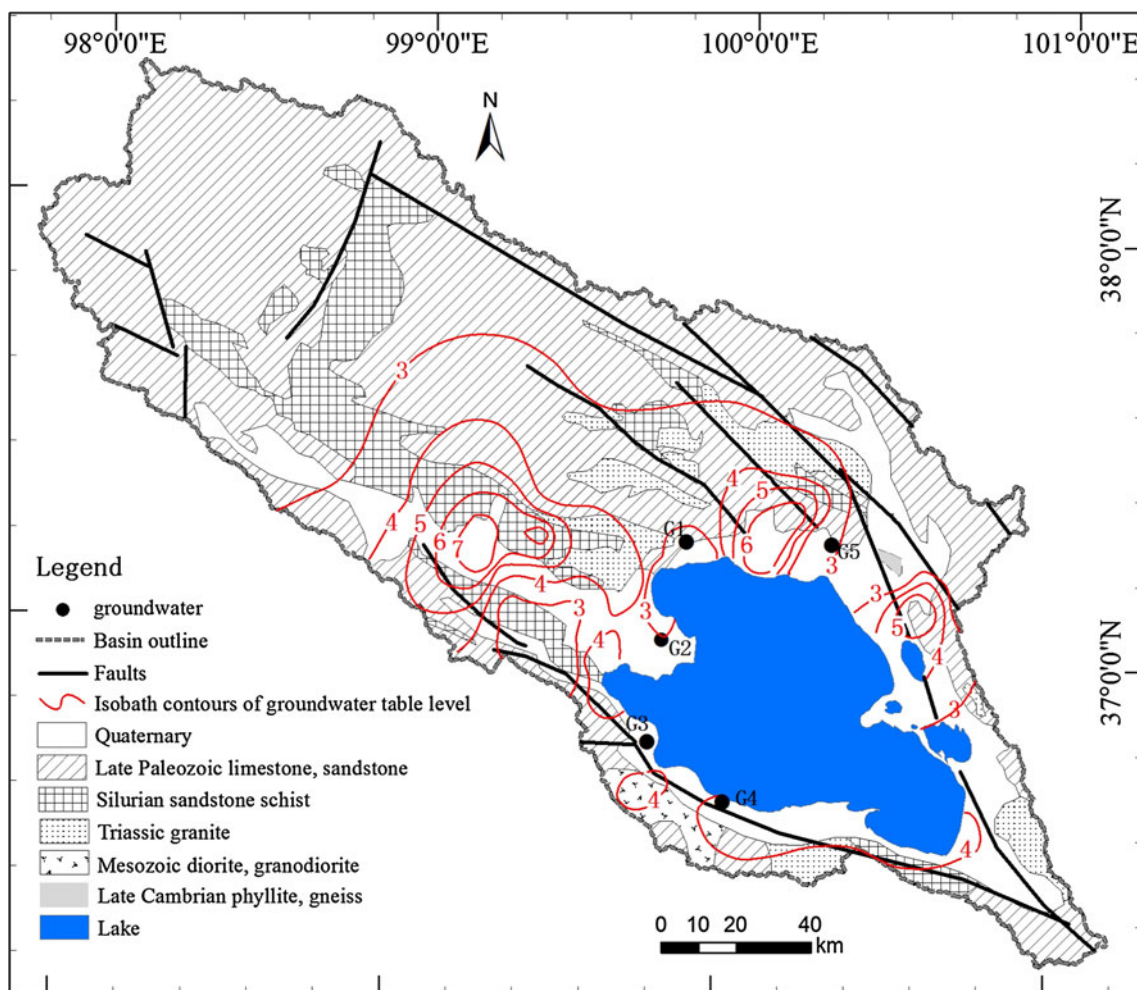 98°0'0"E
99°0'0"E
100°0'0"E
101°0'0"E
N
38°0'0"N
37°0'0"N
3
4
5
6
7
4
3
4
3
G1
G2
4
5
6
G5
3
3
5
4
3
G3
4
G4
4
Legend
groundwater
Basin outline
Faults
Isobath contours of groundwater table level
Quaternary
Late Paleozoic limestone, sandstone
Silurian sandstone schist
Triassic granite
Mesozoic diorite, granodiorite
Late Cambrian phyllite, gneiss
Lake
0 10 20 40
km